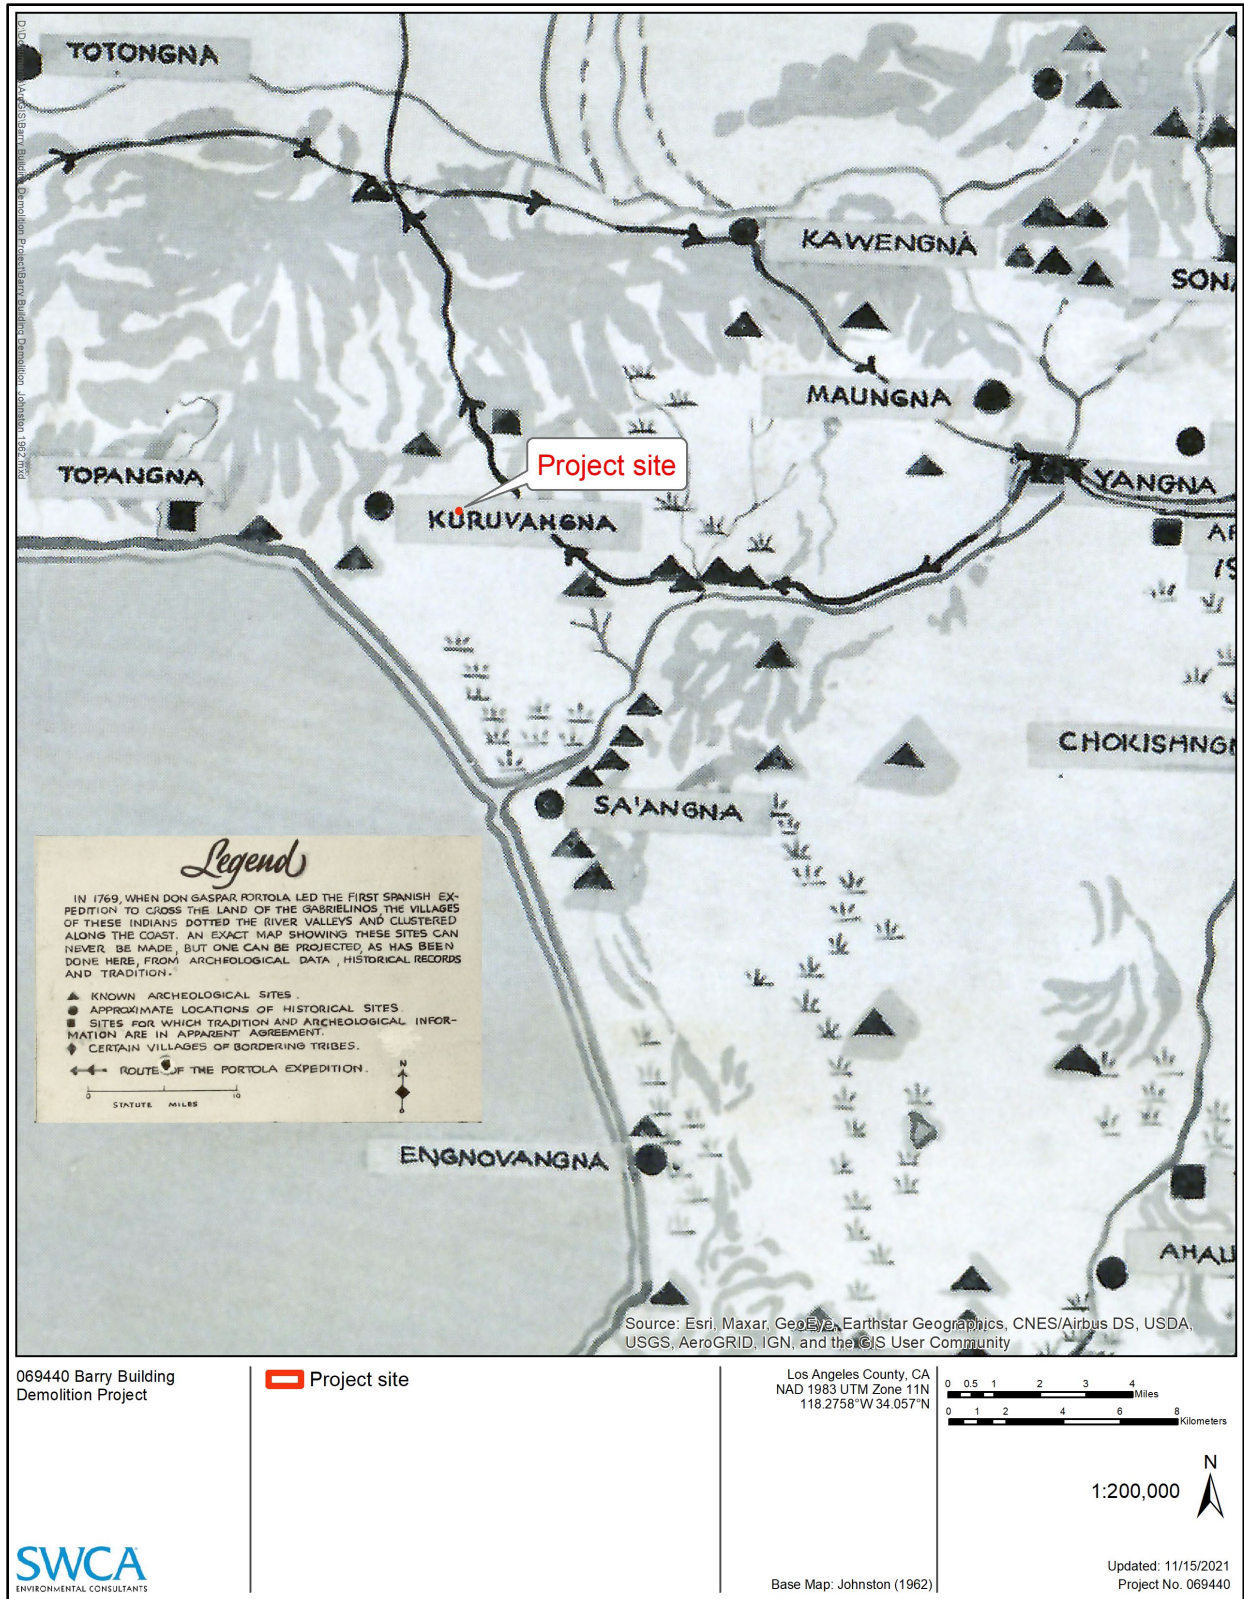 TOTONGNA
KAWENGNA
SON
MAUNGNA
TOPANGNA
Project site
YANGNA
KURUVANGNA
AP
IS
CHOKISHNG
SA'ANGNA
Legend
IN 1769, WHEN DON GASPAR PORTOLA LED THE FIRST SPANISH EX-
PEDITION TO CROSS THE LAND OF THE GABRIELINOS, THE VILLAGES
OF THESE INDIANS DOTTED THE RIVER VALLEYS AND CLUSTERED
ALONG THE COAST. AN EXACT MAP SHOWING THESE SITES CAN
NEVER BE MADE, BUT ONE CAN BE PROJECTED, AS HAS BEEN
DONE HERE, FROM ARCHEOLOGICAL DATA, HISTORICAL RECORDS
AND TRADITION.
KNOWN ARCHEOLOGICAL SITES.
APPROXIMATE LOCATIONS OF HISTORICAL SITES.
SITES FOR WHICH TRADITION AND ARCHEOLOGICAL INFOR-
MATION ARE IN APPARENT AGREEMENT.
CERTAIN VILLAGES OF BORDERING TRIBES.
ROUTE OF THE PORTOLA EXPEDITION.
N
0 10
STATUTE MILES
ENGNOVANGNA
AHAU
Source: Esri, Maxar, GeoEye, Earthstar Geographics, CNES/Airbus DS, USDA,
USGS, AeroGRID, IGN, and the GIS User Community
069440 Barry Building
Demolition Project
Project site
Los Angeles County, CA
NAD 1983 UTM Zone 11N
118.2758°W 34.057°N
0 0.5 1 2 3 4
Miles
0 1 2 4 6 8
Kilometers
N
1:200,000
SWCA
ENVIRONMENTAL CONSULTANTS
Base Map: Johnston (1962)
Updated: 11/15/2021
Project No. 069440